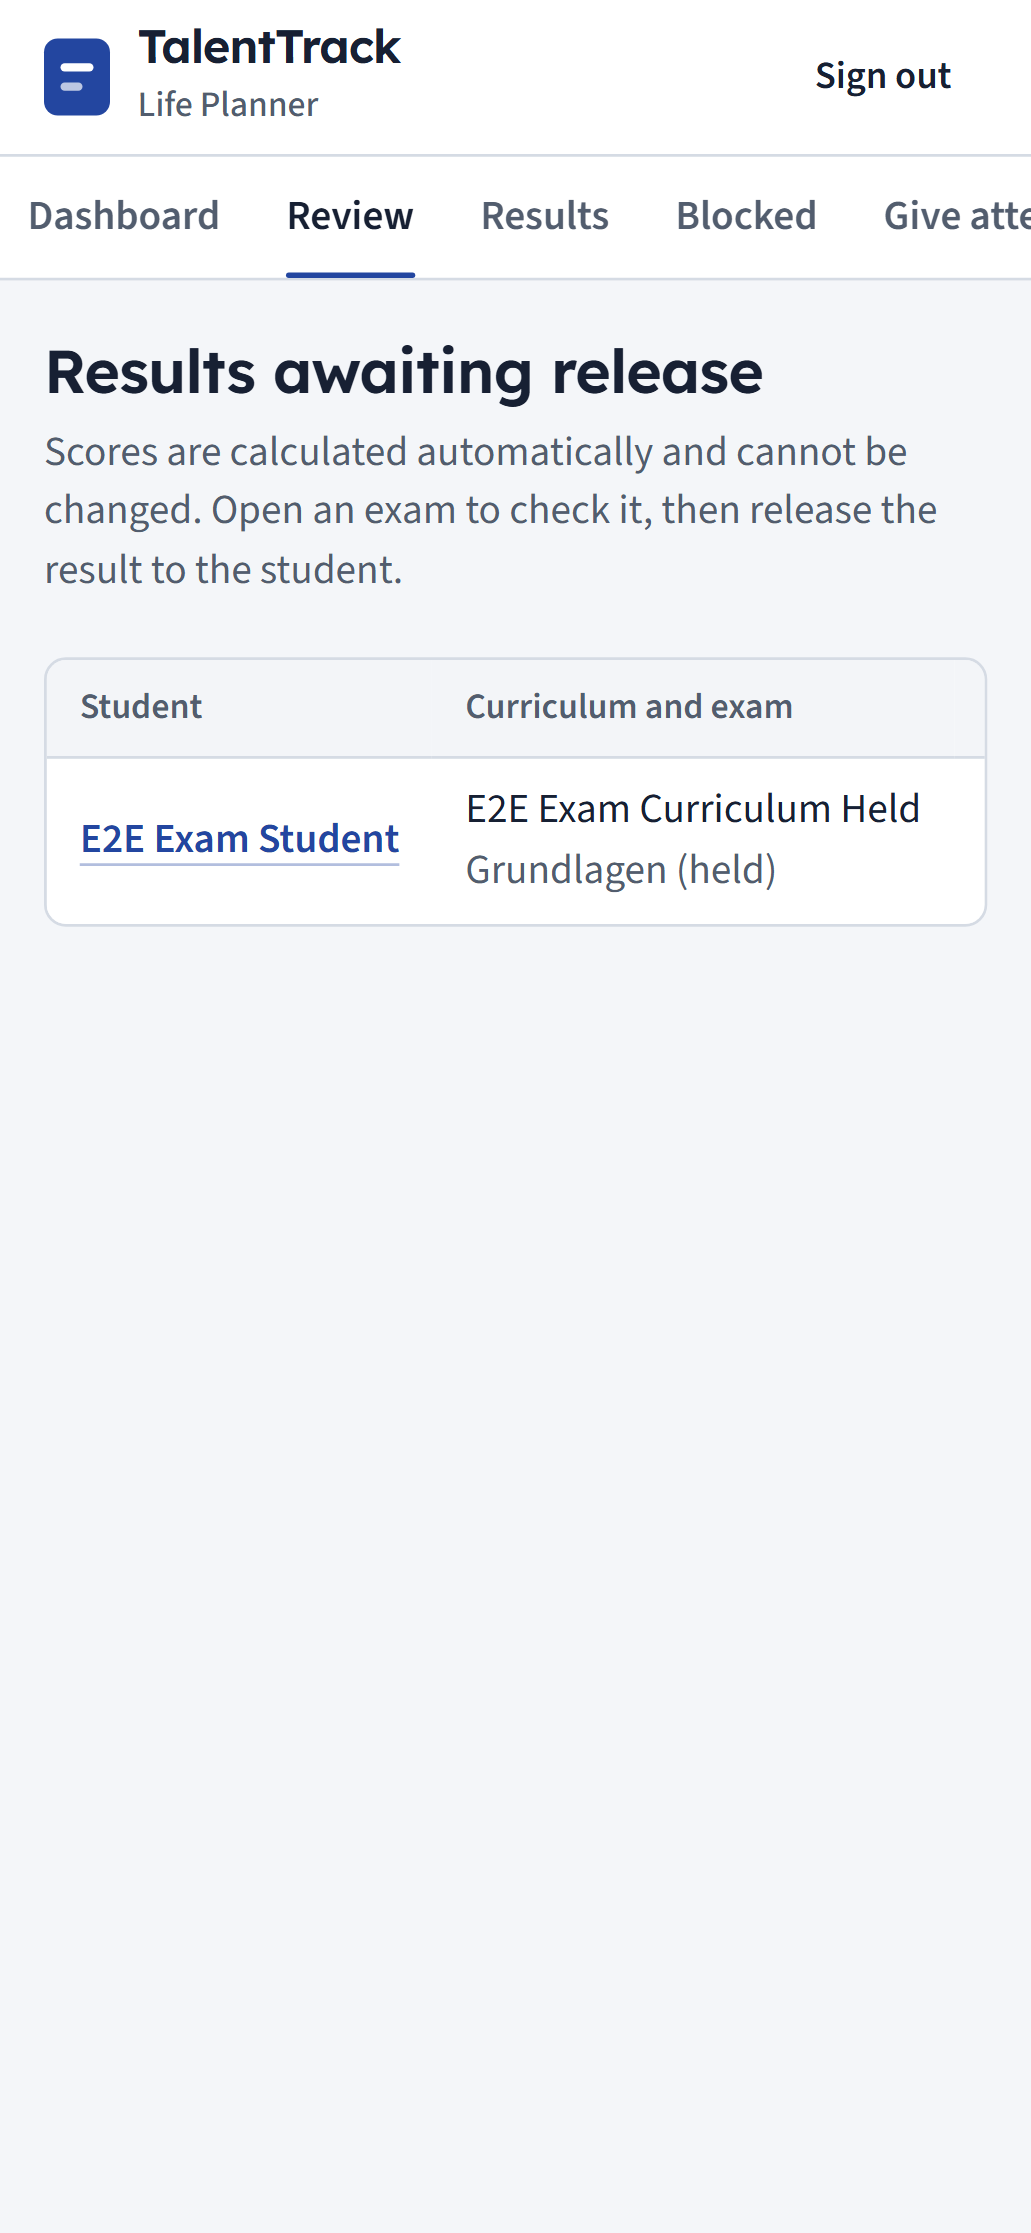 TalentTrack
Life Planner
Sign out
Dashboard Review Results Blocked Give atte
Results awaiting release
Scores are calculated automatically and cannot be
changed. Open an exam to check it, then release the
result to the student.
Student Curriculum and exam
E2E Exam Student
E2E Exam Curriculum Held
Grundlagen (held)